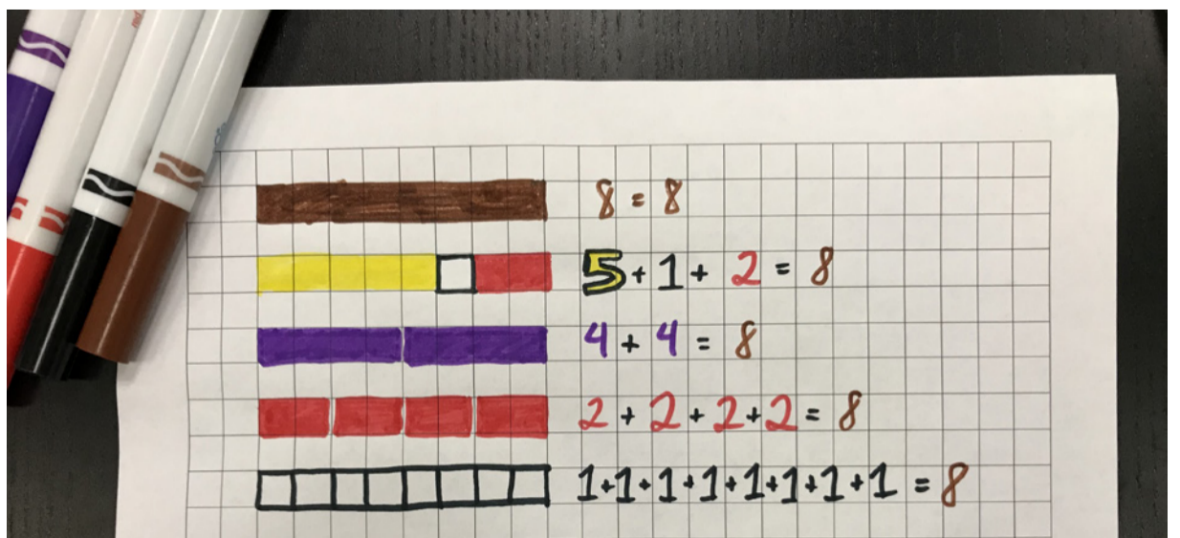 8 = 8
5 + 1 + 2 = 8
4 + 4 = 8
2 + 2 + 2 + 2 = 8
1+1+1+1+1+1+1+1 = 8